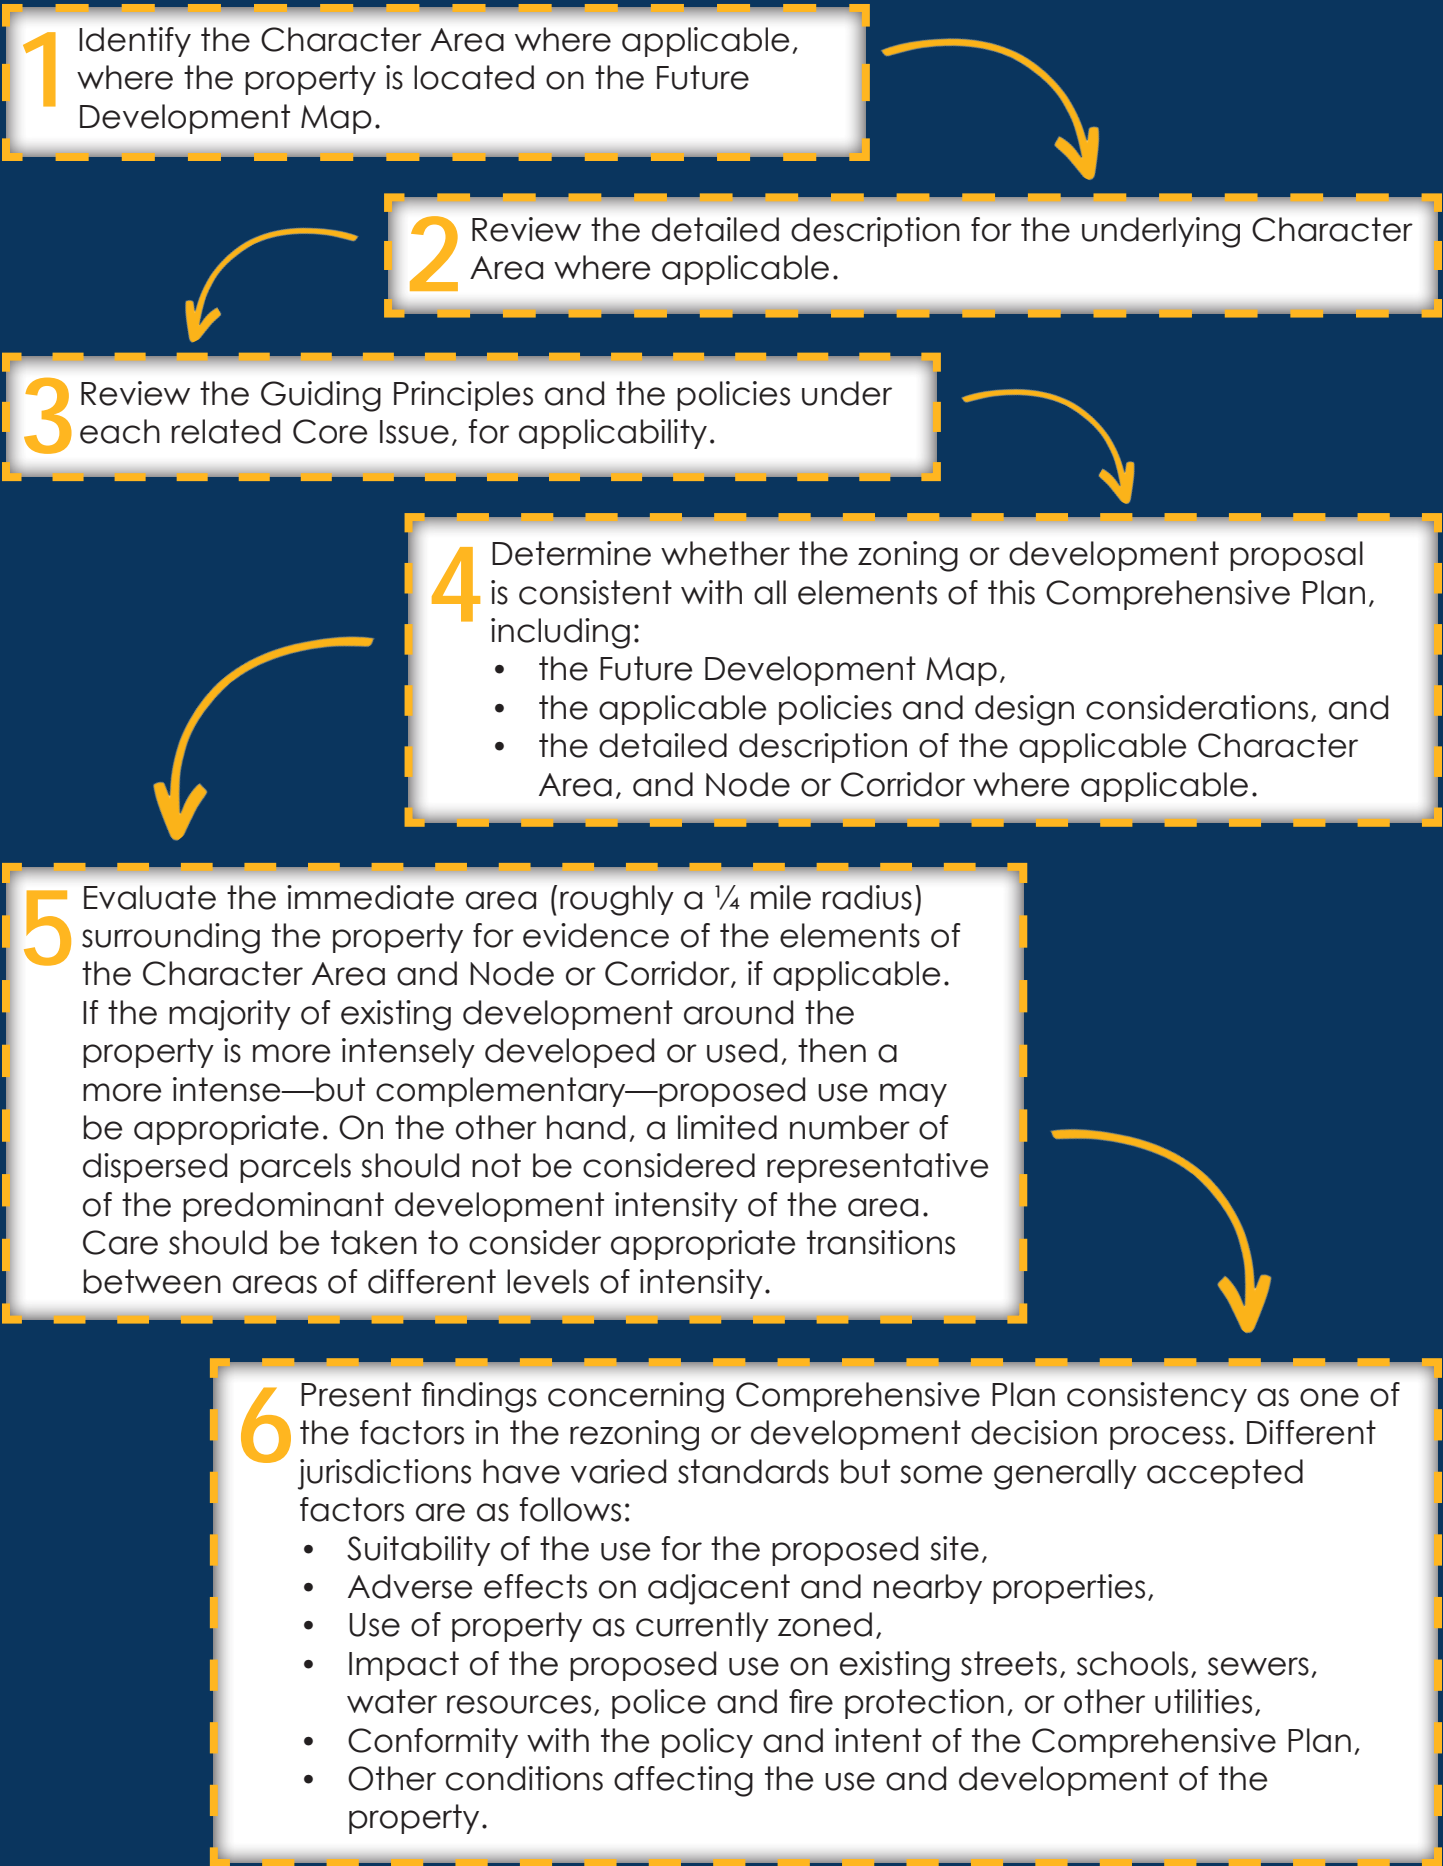 1 Identify the Character Area where applicable,
where the property is located on the Future
Development Map.
2 Review the detailed description for the underlying Character
Area where applicable.
3 Review the Guiding Principles and the policies under
each related Core Issue, for applicability.
4 Determine whether the zoning or development proposal
is consistent with all elements of this Comprehensive Plan,
including:
• the Future Development Map,
• the applicable policies and design considerations, and
• the detailed description of the applicable Character
Area, and Node or Corridor where applicable.
5 Evaluate the immediate area (roughly a ¼ mile radius)
surrounding the property for evidence of the elements of
the Character Area and Node or Corridor, if applicable.
If the majority of existing development around the
property is more intensely developed or used, then a
more intense—but complementary—proposed use may
be appropriate. On the other hand, a limited number of
dispersed parcels should not be considered representative
of the predominant development intensity of the area.
Care should be taken to consider appropriate transitions
between areas of different levels of intensity.
6 Present findings concerning Comprehensive Plan consistency as one of
the factors in the rezoning or development decision process. Different
jurisdictions have varied standards but some generally accepted
factors are as follows:
• Suitability of the use for the proposed site,
• Adverse effects on adjacent and nearby properties,
• Use of property as currently zoned,
• Impact of the proposed use on existing streets, schools, sewers,
water resources, police and fire protection, or other utilities,
• Conformity with the policy and intent of the Comprehensive Plan,
• Other conditions affecting the use and development of the
property.